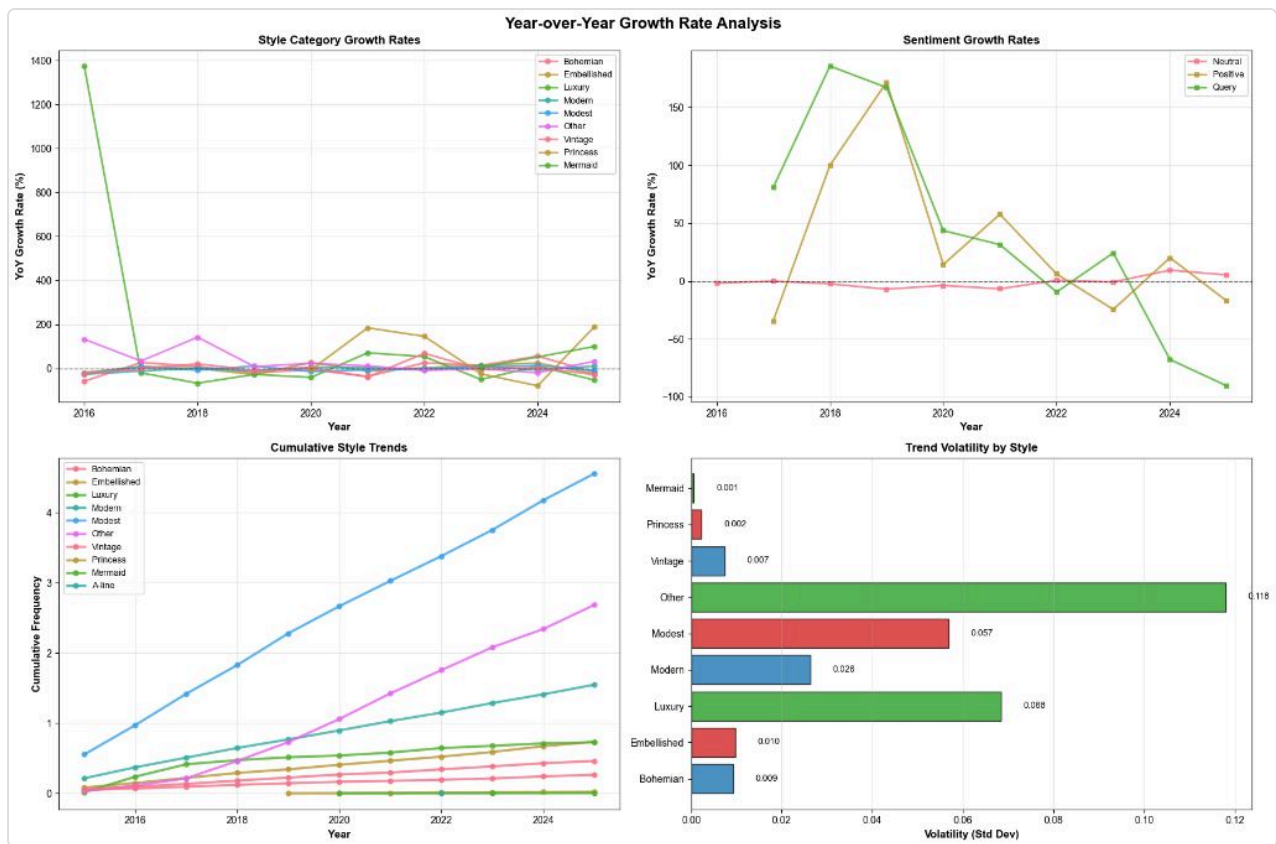 Year-over-Year Growth Rate Analysis
Style Category Growth Rates
YoY Growth Rate (%)
1400
1200
1000
800
600
400
200
0
2016
2018
2020
2022
2024
Year
Bohemian
Embellished
Luxury
Modern
Modest
Other
Vintage
Princess
Mermaid
Sentiment Growth Rates
YoY Growth Rate (%)
150
100
50
0
−50
−100
2016
2018
2020
2022
2024
Year
Neutral
Positive
Query
Cumulative Style Trends
Cumulative Frequency
4
3
2
1
0
2016
2018
2020
2022
2024
Year
Bohemian
Embellished
Luxury
Modern
Modest
Other
Vintage
Princess
Mermaid
A-line
Trend Volatility by Style
Mermaid 0.001
Princess 0.002
Vintage 0.007
Other 0.118
Modest 0.057
Modern 0.026
Luxury 0.068
Embellished 0.010
Bohemian 0.009
0.00
0.02
0.04
0.06
0.08
0.10
0.12
Volatility (Std Dev)